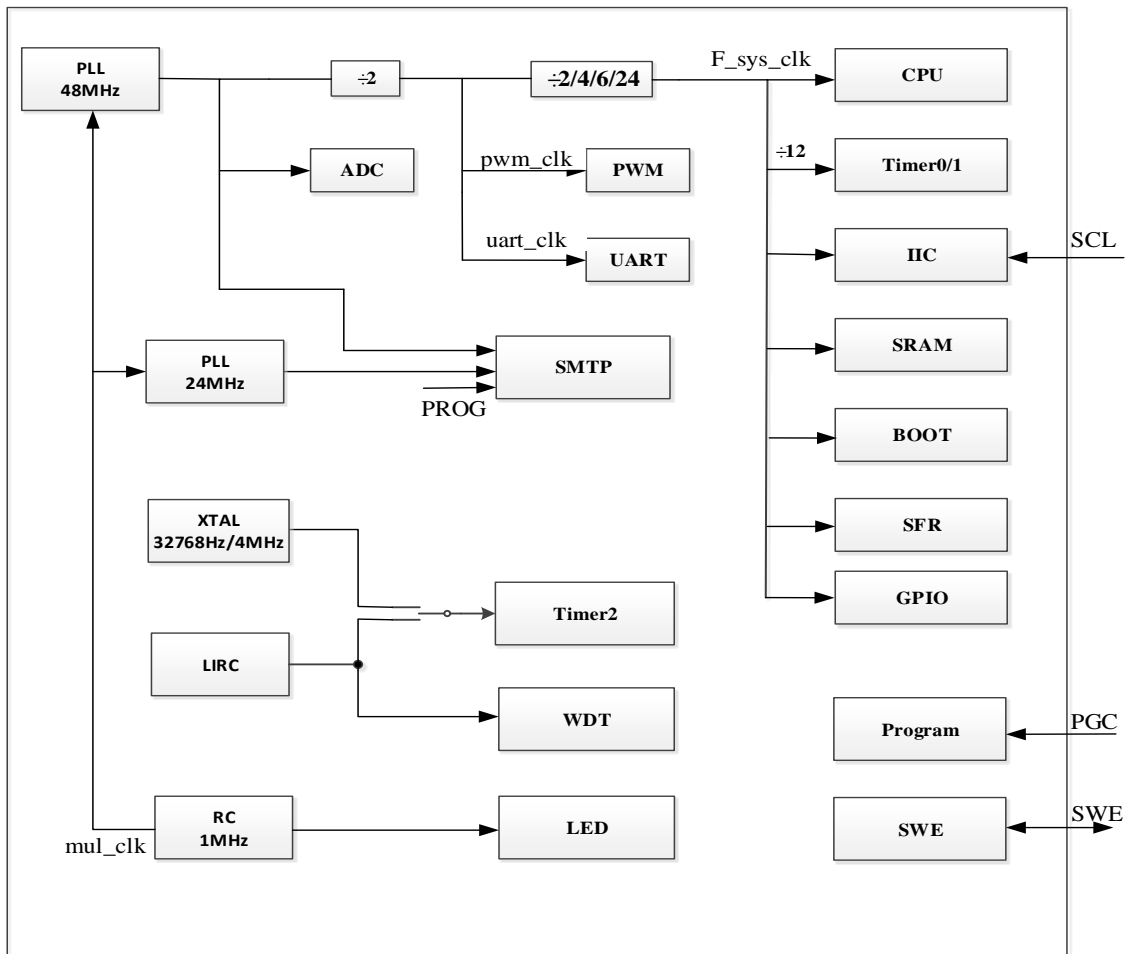 PLL
48MHz
÷2
÷2/4/6/24
F_sys_clk
CPU
ADC
pwm_clk
PWM
÷12
Timer0/1
uart_clk
UART
IIC
SCL
PLL
24MHz
SMTP
PROG
SRAM
BOOT
XTAL
32768Hz/4MHz
SFR
Timer2
GPIO
LIRC
WDT
Program
PGC
mul_clk
RC
1MHz
LED
SWE
SWE